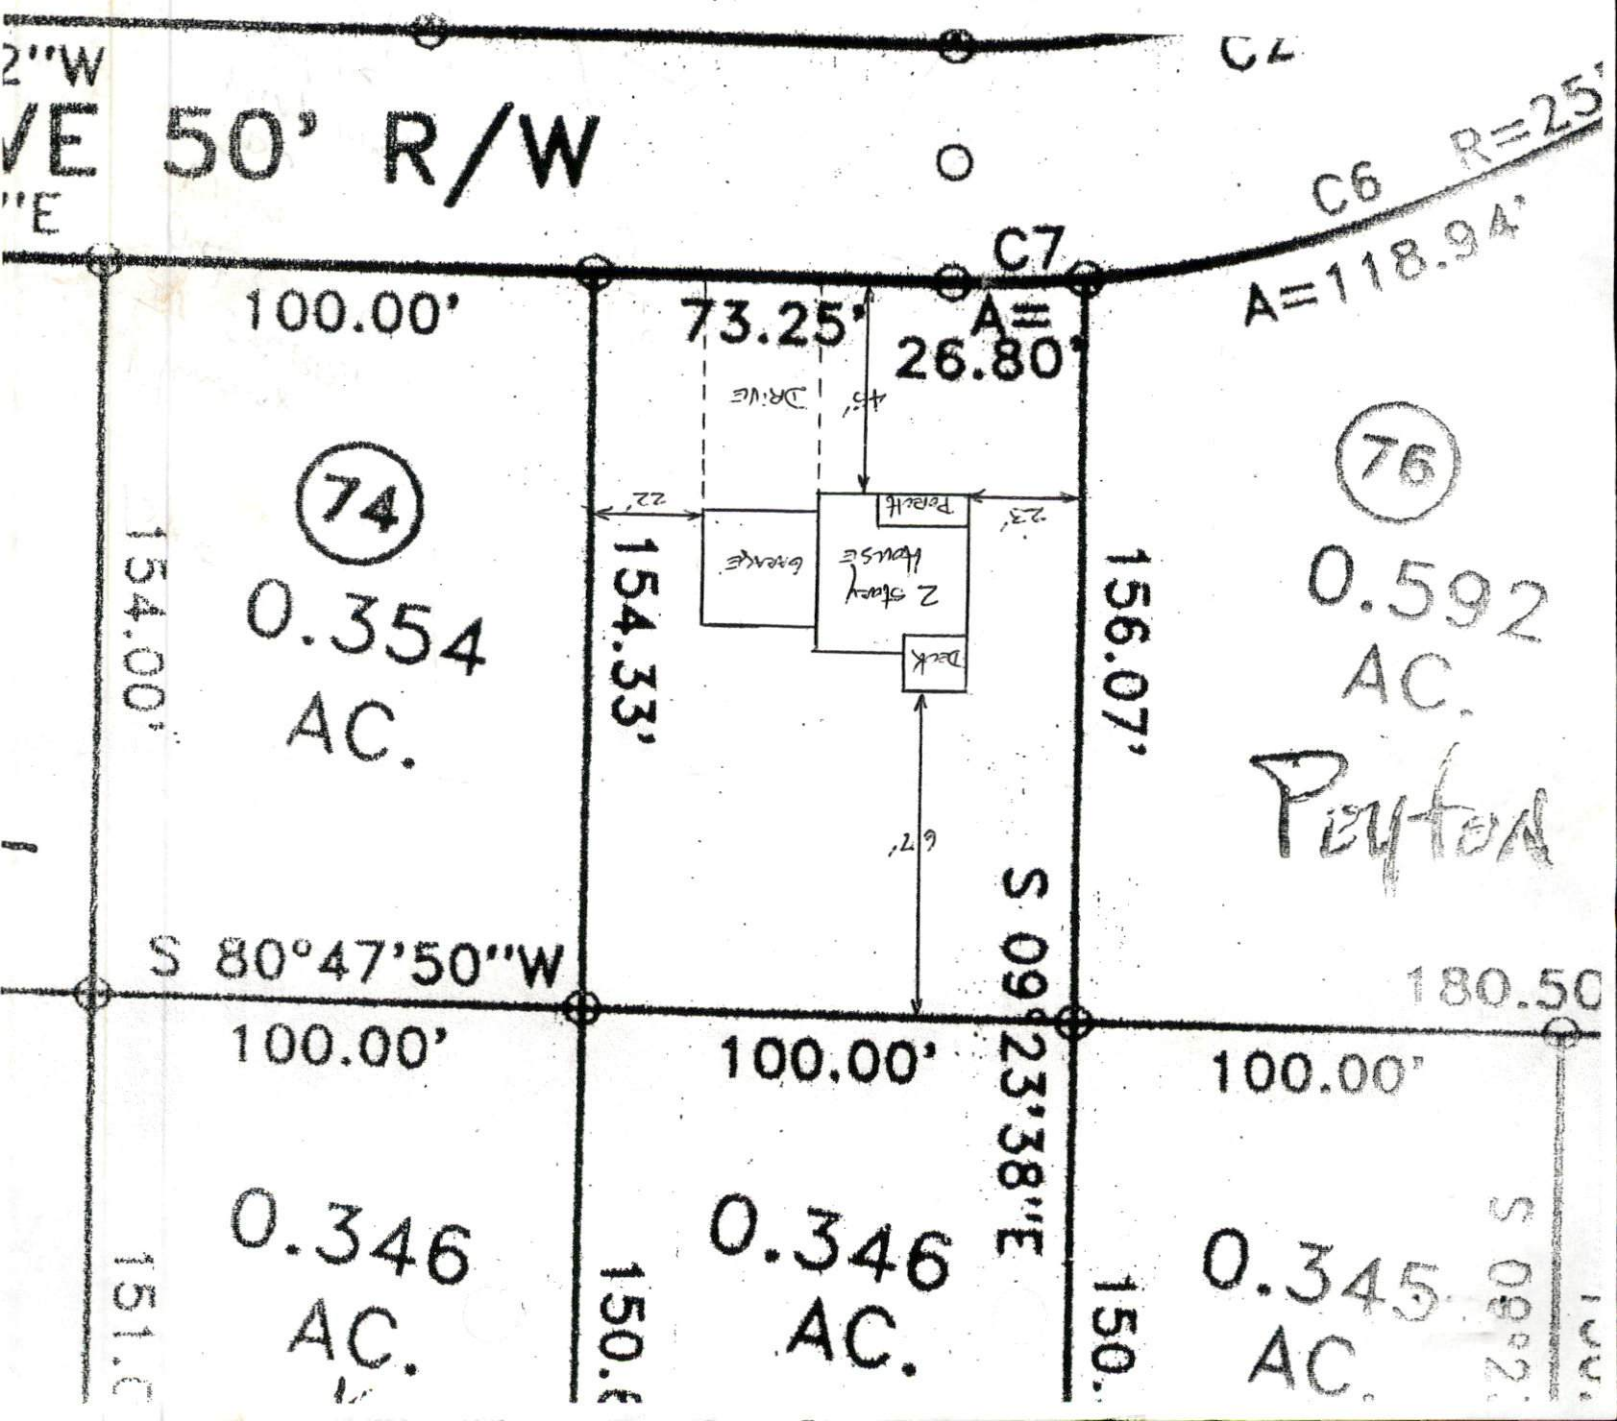 2"W
C2
VE 50' R/W
"E
R=25'
C6
A=118.94'
C7
100.00'
73.25'
A=
26.80'
DRIVE
45'
74
0.354
AC.
154.00'
22'
PORCH
23'
GARAGE
2 Story
House
Deck
154.33'
156.07'
76
0.592
AC.
Peyton
67'
S 80°47'50"W
S 09°23'38"E
180.50
100.00'
100.00'
100.00'
0.346
AC.
0.346
AC.
0.345
AC.
151.0
150.
150.
S 08°2